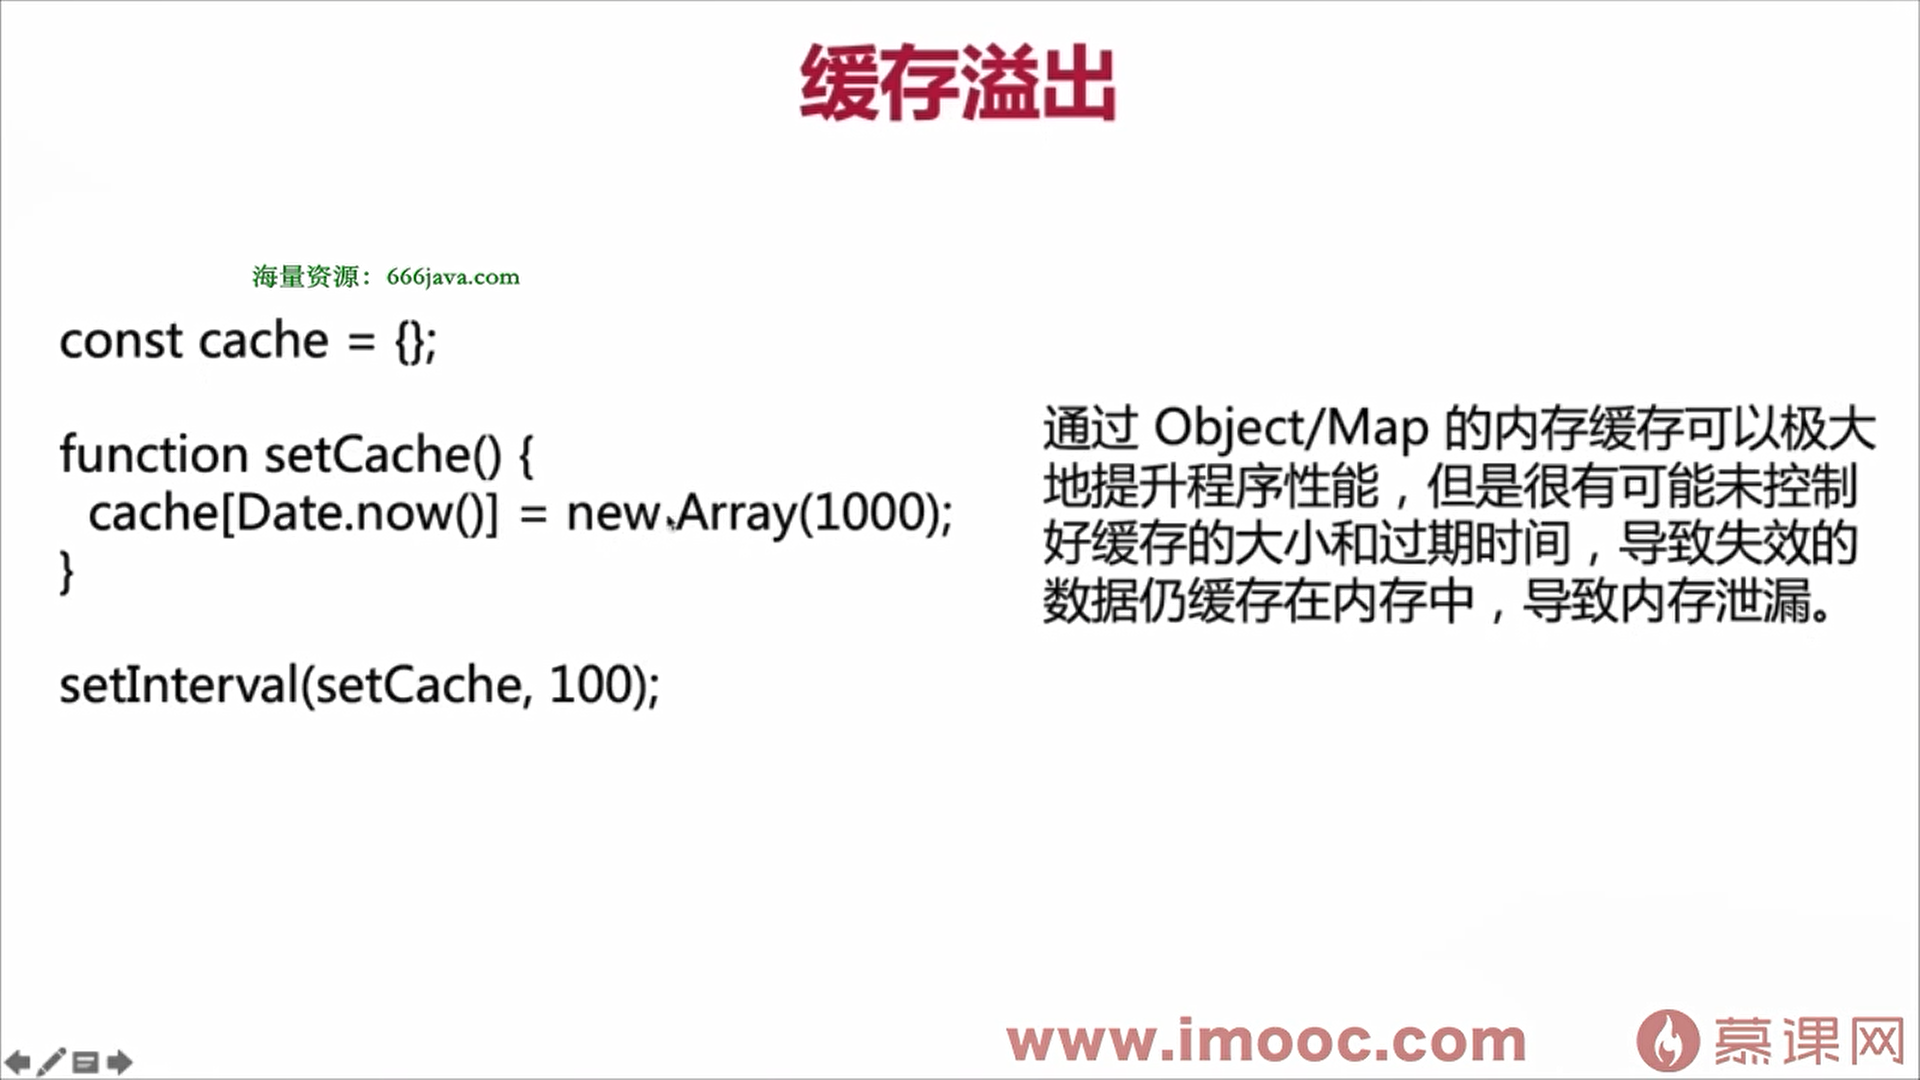 缓存溢出
海量资源：666java.com
const cache = {};
function setCache() {
cache[Date.now()] = new Array(1000);
}
setInterval(setCache, 100);
通过 Object/Map 的内存缓存可以极大
地提升程序性能，但是很有可能未控制
好缓存的大小和过期时间，导致失效的
数据仍缓存在内存中，导致内存泄漏。
www.imooc.com
慕课网